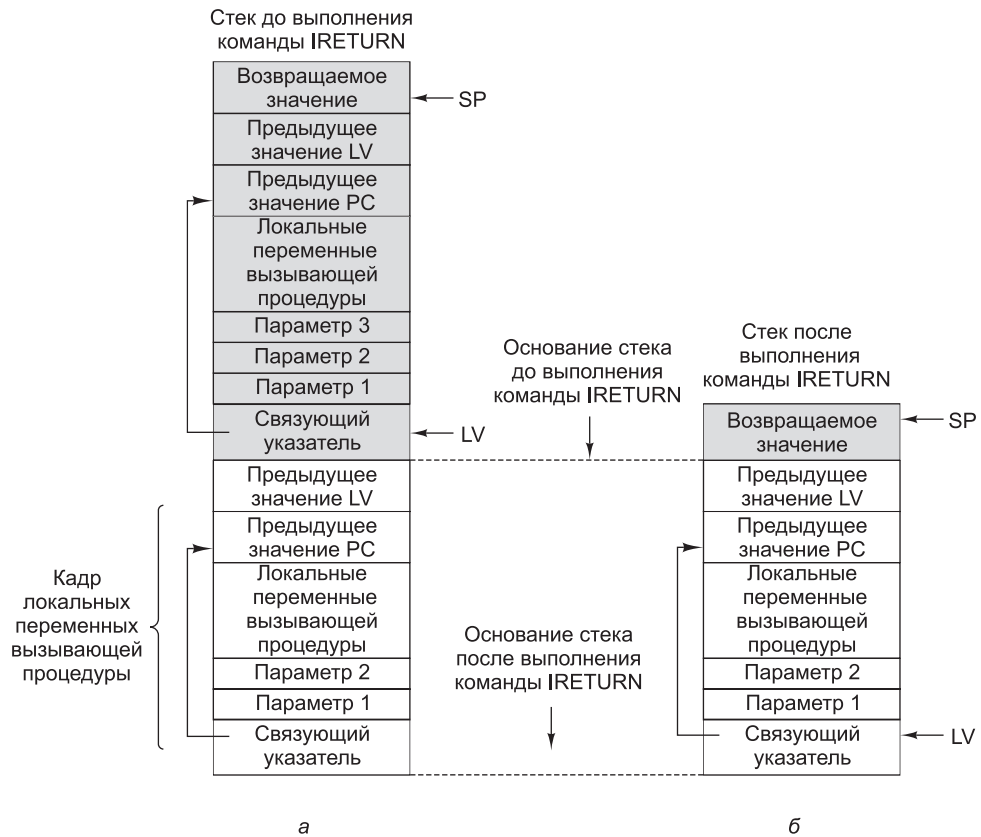 Стек до выполнения
команды IRETURN
Возвращаемое
значение
SP
Предыдущее
значение LV
Предыдущее
значение PC
Локальные
переменные
вызывающей
процедуры
Параметр 3
Параметр 2
Параметр 1
Связующий
указатель
LV
Предыдущее
значение LV
Предыдущее
значение PC
Локальные
переменные
вызывающей
процедуры
Параметр 2
Параметр 1
Связующий
указатель
Кадр
локальных
переменных
вызывающей
процедуры
а
Основание стека
до выполнения
команды IRETURN
Основание стека
после выполнения
команды IRETURN
Стек после
выполнения
команды IRETURN
Возвращаемое
значение
SP
Предыдущее
значение LV
Предыдущее
значение PC
Локальные
переменные
вызывающей
процедуры
Параметр 2
Параметр 1
Связующий
указатель
LV
б